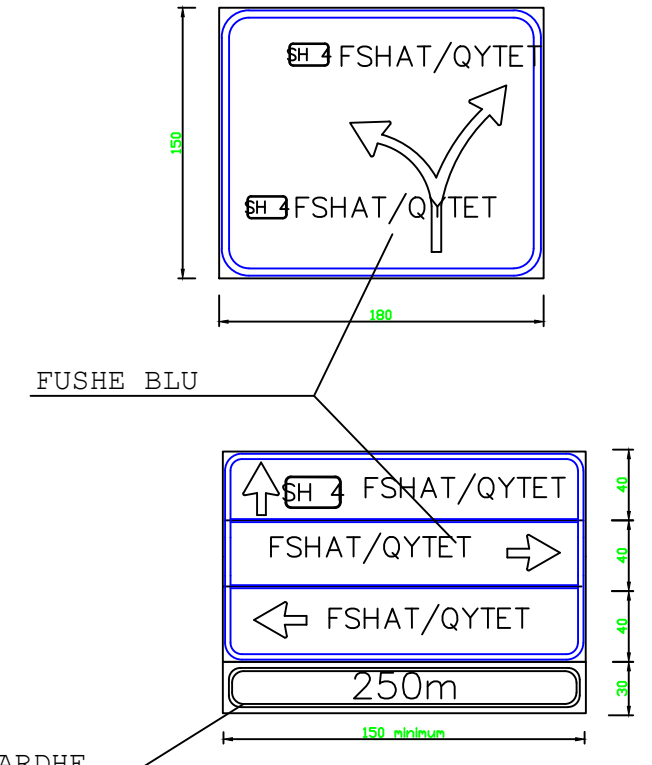 SH 4 FSHAT/QYTET
150
SH 4 FSHAT/QYTET
180
FUSHE BLU
SH 4 FSHAT/QYTET
40
FSHAT/QYTET
40
FSHAT/QYTET
40
250m
30
150 minimum
ARDHE